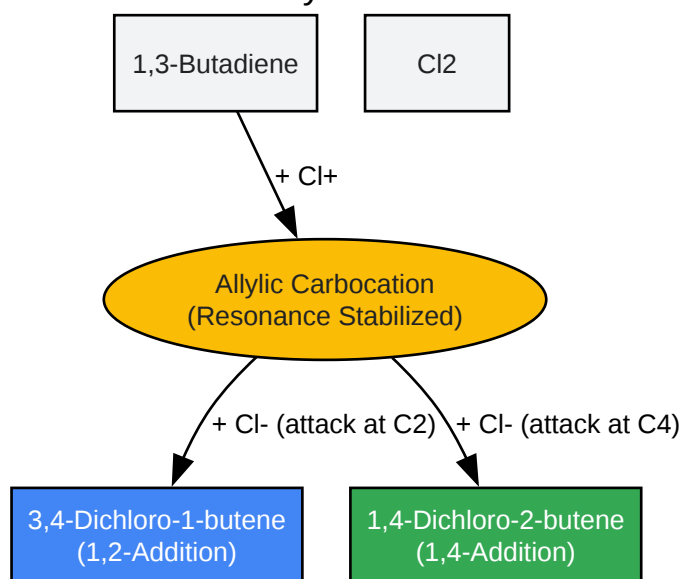 1,3-Butadiene
Cl2
+ Cl+
Allylic Carbocation
(Resonance Stabilized)
+ Cl- (attack at C2)
+ Cl- (attack at C4)
3,4-Dichloro-1-butene
(1,2-Addition)
1,4-Dichloro-2-butene
(1,4-Addition)